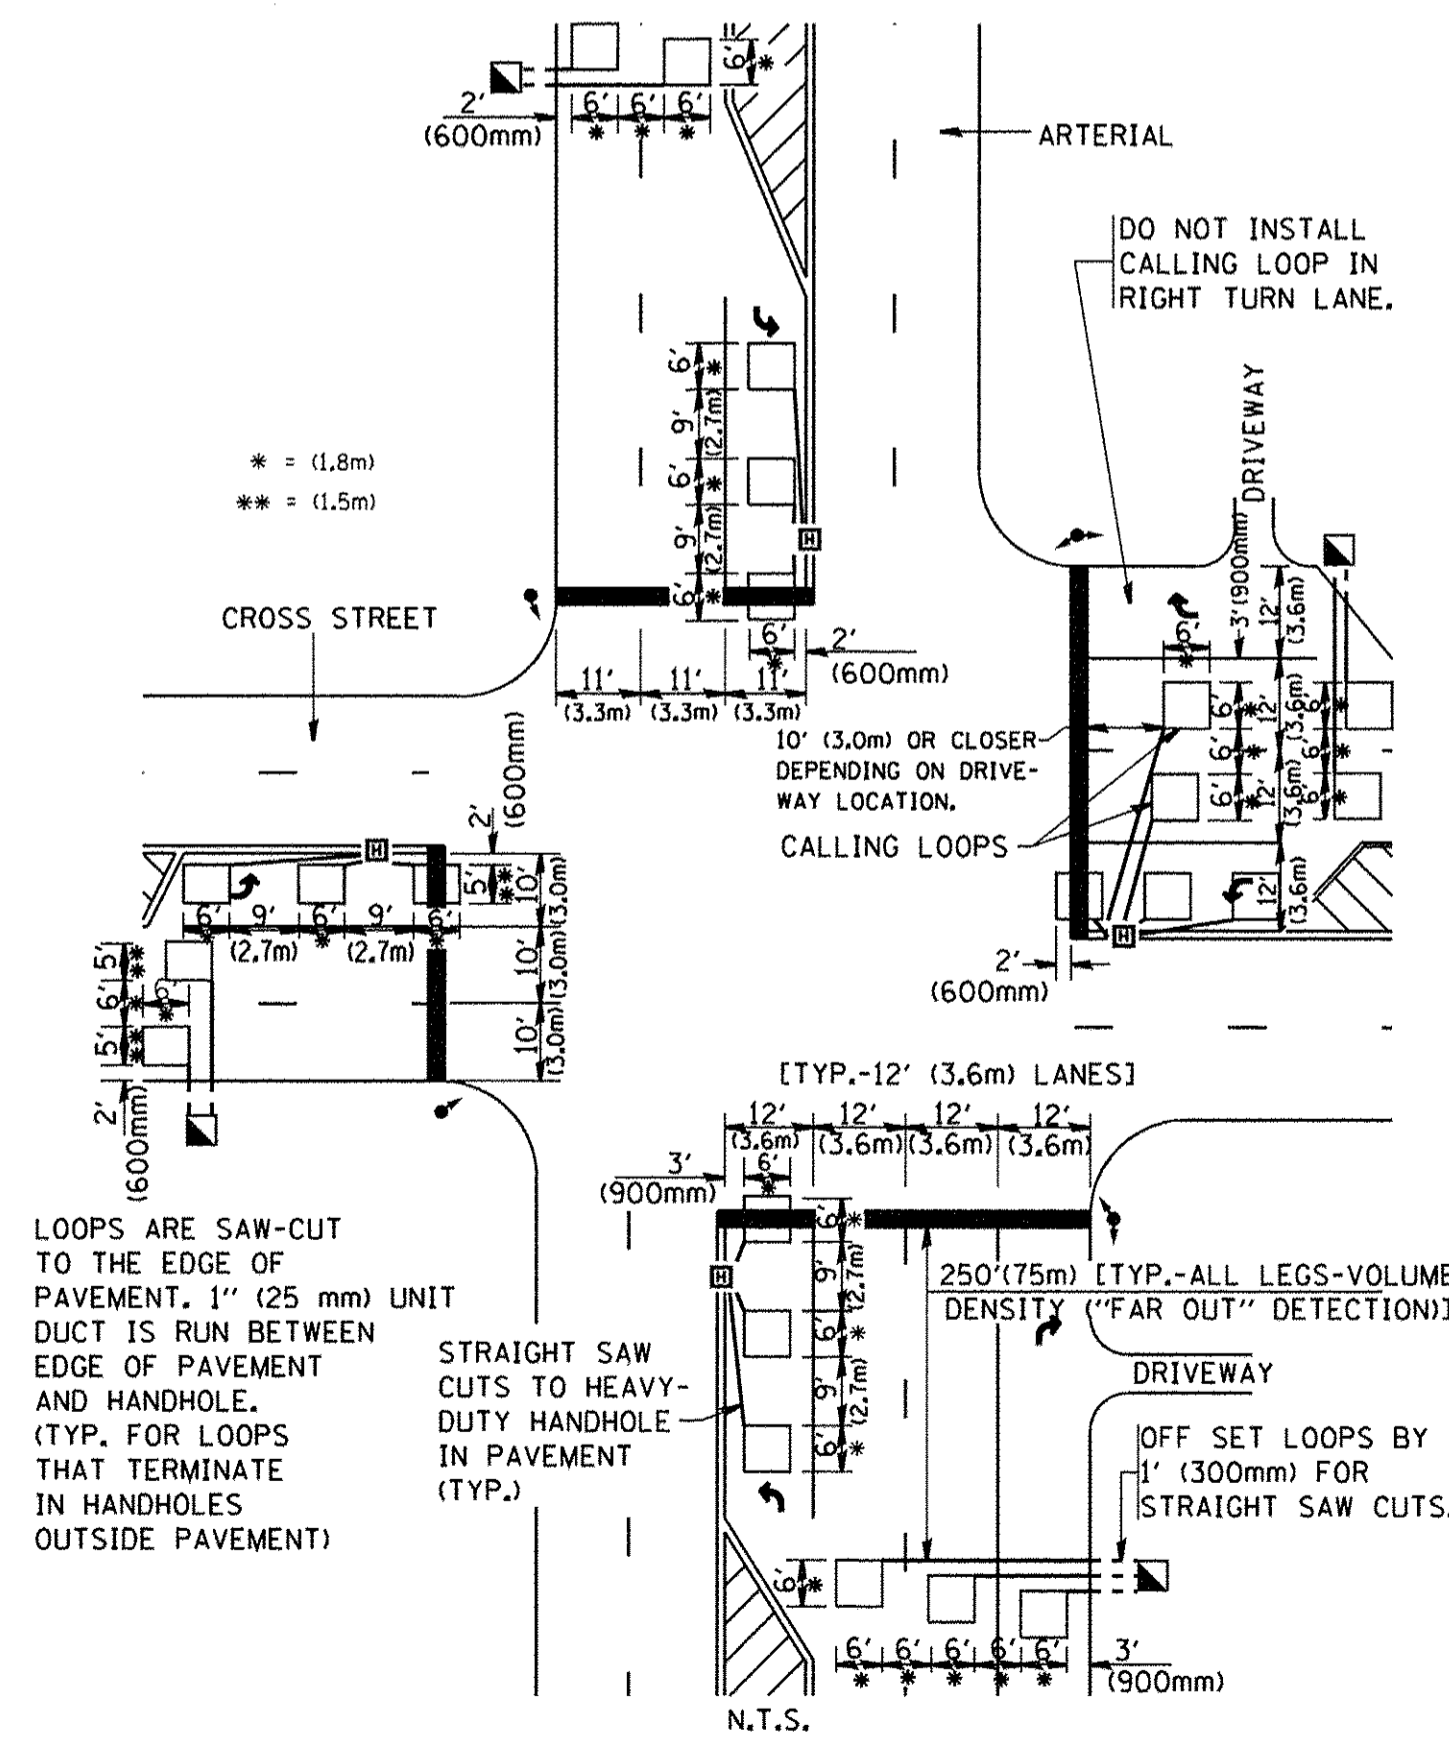 6'
*
2'
(600mm)
6' 6' 6'
* * *
ARTERIAL
DO NOT INSTALL
CALLING LOOP IN
RIGHT TURN LANE.
* = (1.8m)
** = (1.5m)
6' *
9' (2.7m)
6' *
9' (2.7m)
6' *
H
6'
*
2'
(600mm)
11' 11' 11'
(3.3m) (3.3m) (3.3m)
CROSS STREET
DRIVEWAY
3' (900mm)
12' (3.6m)
6'
*
6' * 12' (3.6m) 6' *
6' * 6' *
6' * 12' (3.6m) 6' *
12' (3.6m)
10' (3.0m) OR CLOSER
DEPENDING ON DRIVE-
WAY LOCATION.
CALLING LOOPS
H
2'
(600mm)
2' (600mm)
H
5' **
10' (3.0m)
6' 9' 6' 9' 6'
* (2.7m) * (2.7m) *
10' (3.0m)
10' (3.0m)
5' **
6' * 6' *
5' **
2' (600mm)
[TYP.-12' (3.6m) LANES]
12' 12' 12' 12'
(3.6m) (3.6m) (3.6m) (3.6m)
3'
(900mm)
6'
*
6' *
H
9' (2.7m)
6' *
9' (2.7m)
6' *
250'(75m) [TYP.-ALL LEGS-VOLUME
DENSITY ("FAR OUT" DETECTION)]
LOOPS ARE SAW-CUT
TO THE EDGE OF
PAVEMENT. 1" (25 mm) UNIT
DUCT IS RUN BETWEEN
EDGE OF PAVEMENT
AND HANDHOLE.
(TYP. FOR LOOPS
THAT TERMINATE
IN HANDHOLES
OUTSIDE PAVEMENT)
STRAIGHT SAW
CUTS TO HEAVY-
DUTY HANDHOLE
IN PAVEMENT
(TYP.)
DRIVEWAY
OFF SET LOOPS BY
1' (300mm) FOR
STRAIGHT SAW CUTS.
6' *
6' 6' 6' 6' 6'
* * * * *
3'
(900mm)
N.T.S.